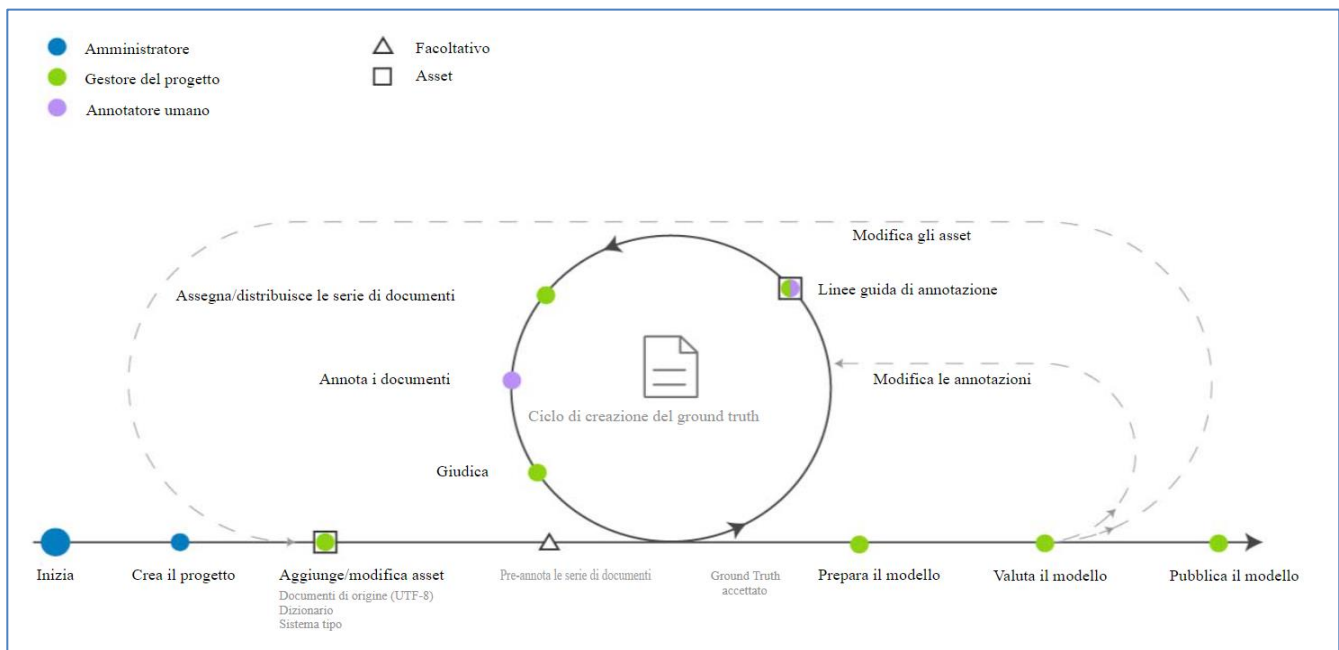 Amministratore
Facoltativo
Gestore del progetto
Asset
Annotatore umano
Modifica gli asset
Assegna/distribuisce le serie di documenti
Linee guida di annotazione
Annota i documenti
Modifica le annotazioni
Ciclo di creazione del ground truth
Giudica
Inizia
Crea il progetto
Aggiunge/modifica asset
Documenti di origine (UTF-8)
Dizionario
Sistema tipo
Pre-annota le serie di documenti
Ground Truth
accettato
Prepara il modello
Valuta il modello
Pubblica il modello